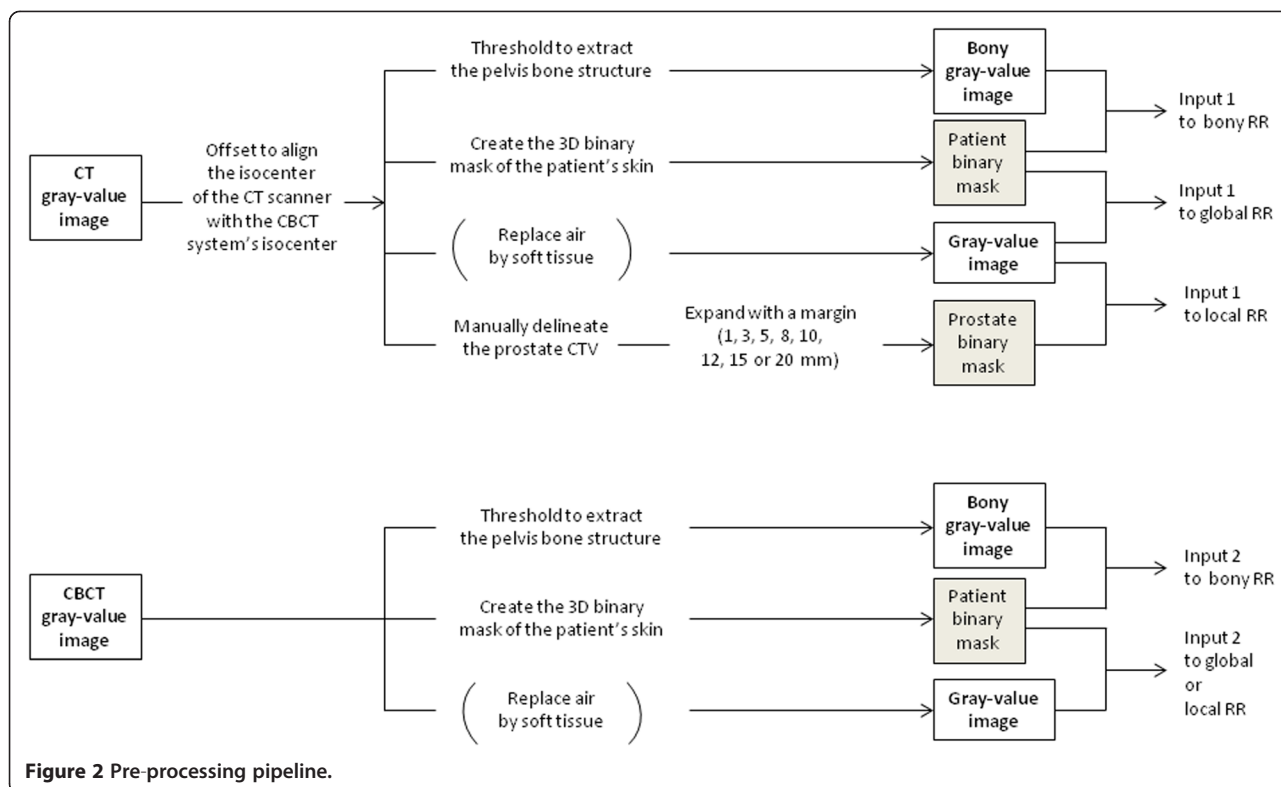 Threshold to extract
the pelvis bone structure
Bony
gray-value
image
Input 1
to bony RR
CT
gray-value
image
Offset to align
the isocenter
of the CT scanner
with the CBCT
system's isocenter
Create the 3D binary
mask of the patient's skin
Patient
binary
mask
Input 1
to global RR
( Replace air
by soft tissue )
Gray-value
image
Input 1
to local RR
Manually delineate
the prostate CTV
Expand with a margin
(1, 3, 5, 8, 10,
12, 15 or 20 mm)
Prostate
binary
mask
Threshold to extract
the pelvis bone structure
Bony
gray-value
image
Input 2
to bony RR
CBCT
gray-value
image
Create the 3D binary
mask of the patient's skin
Patient
binary
mask
Input 2
to global
or
local RR
( Replace air
by soft tissue )
Gray-value
image
Figure 2 Pre-processing pipeline.